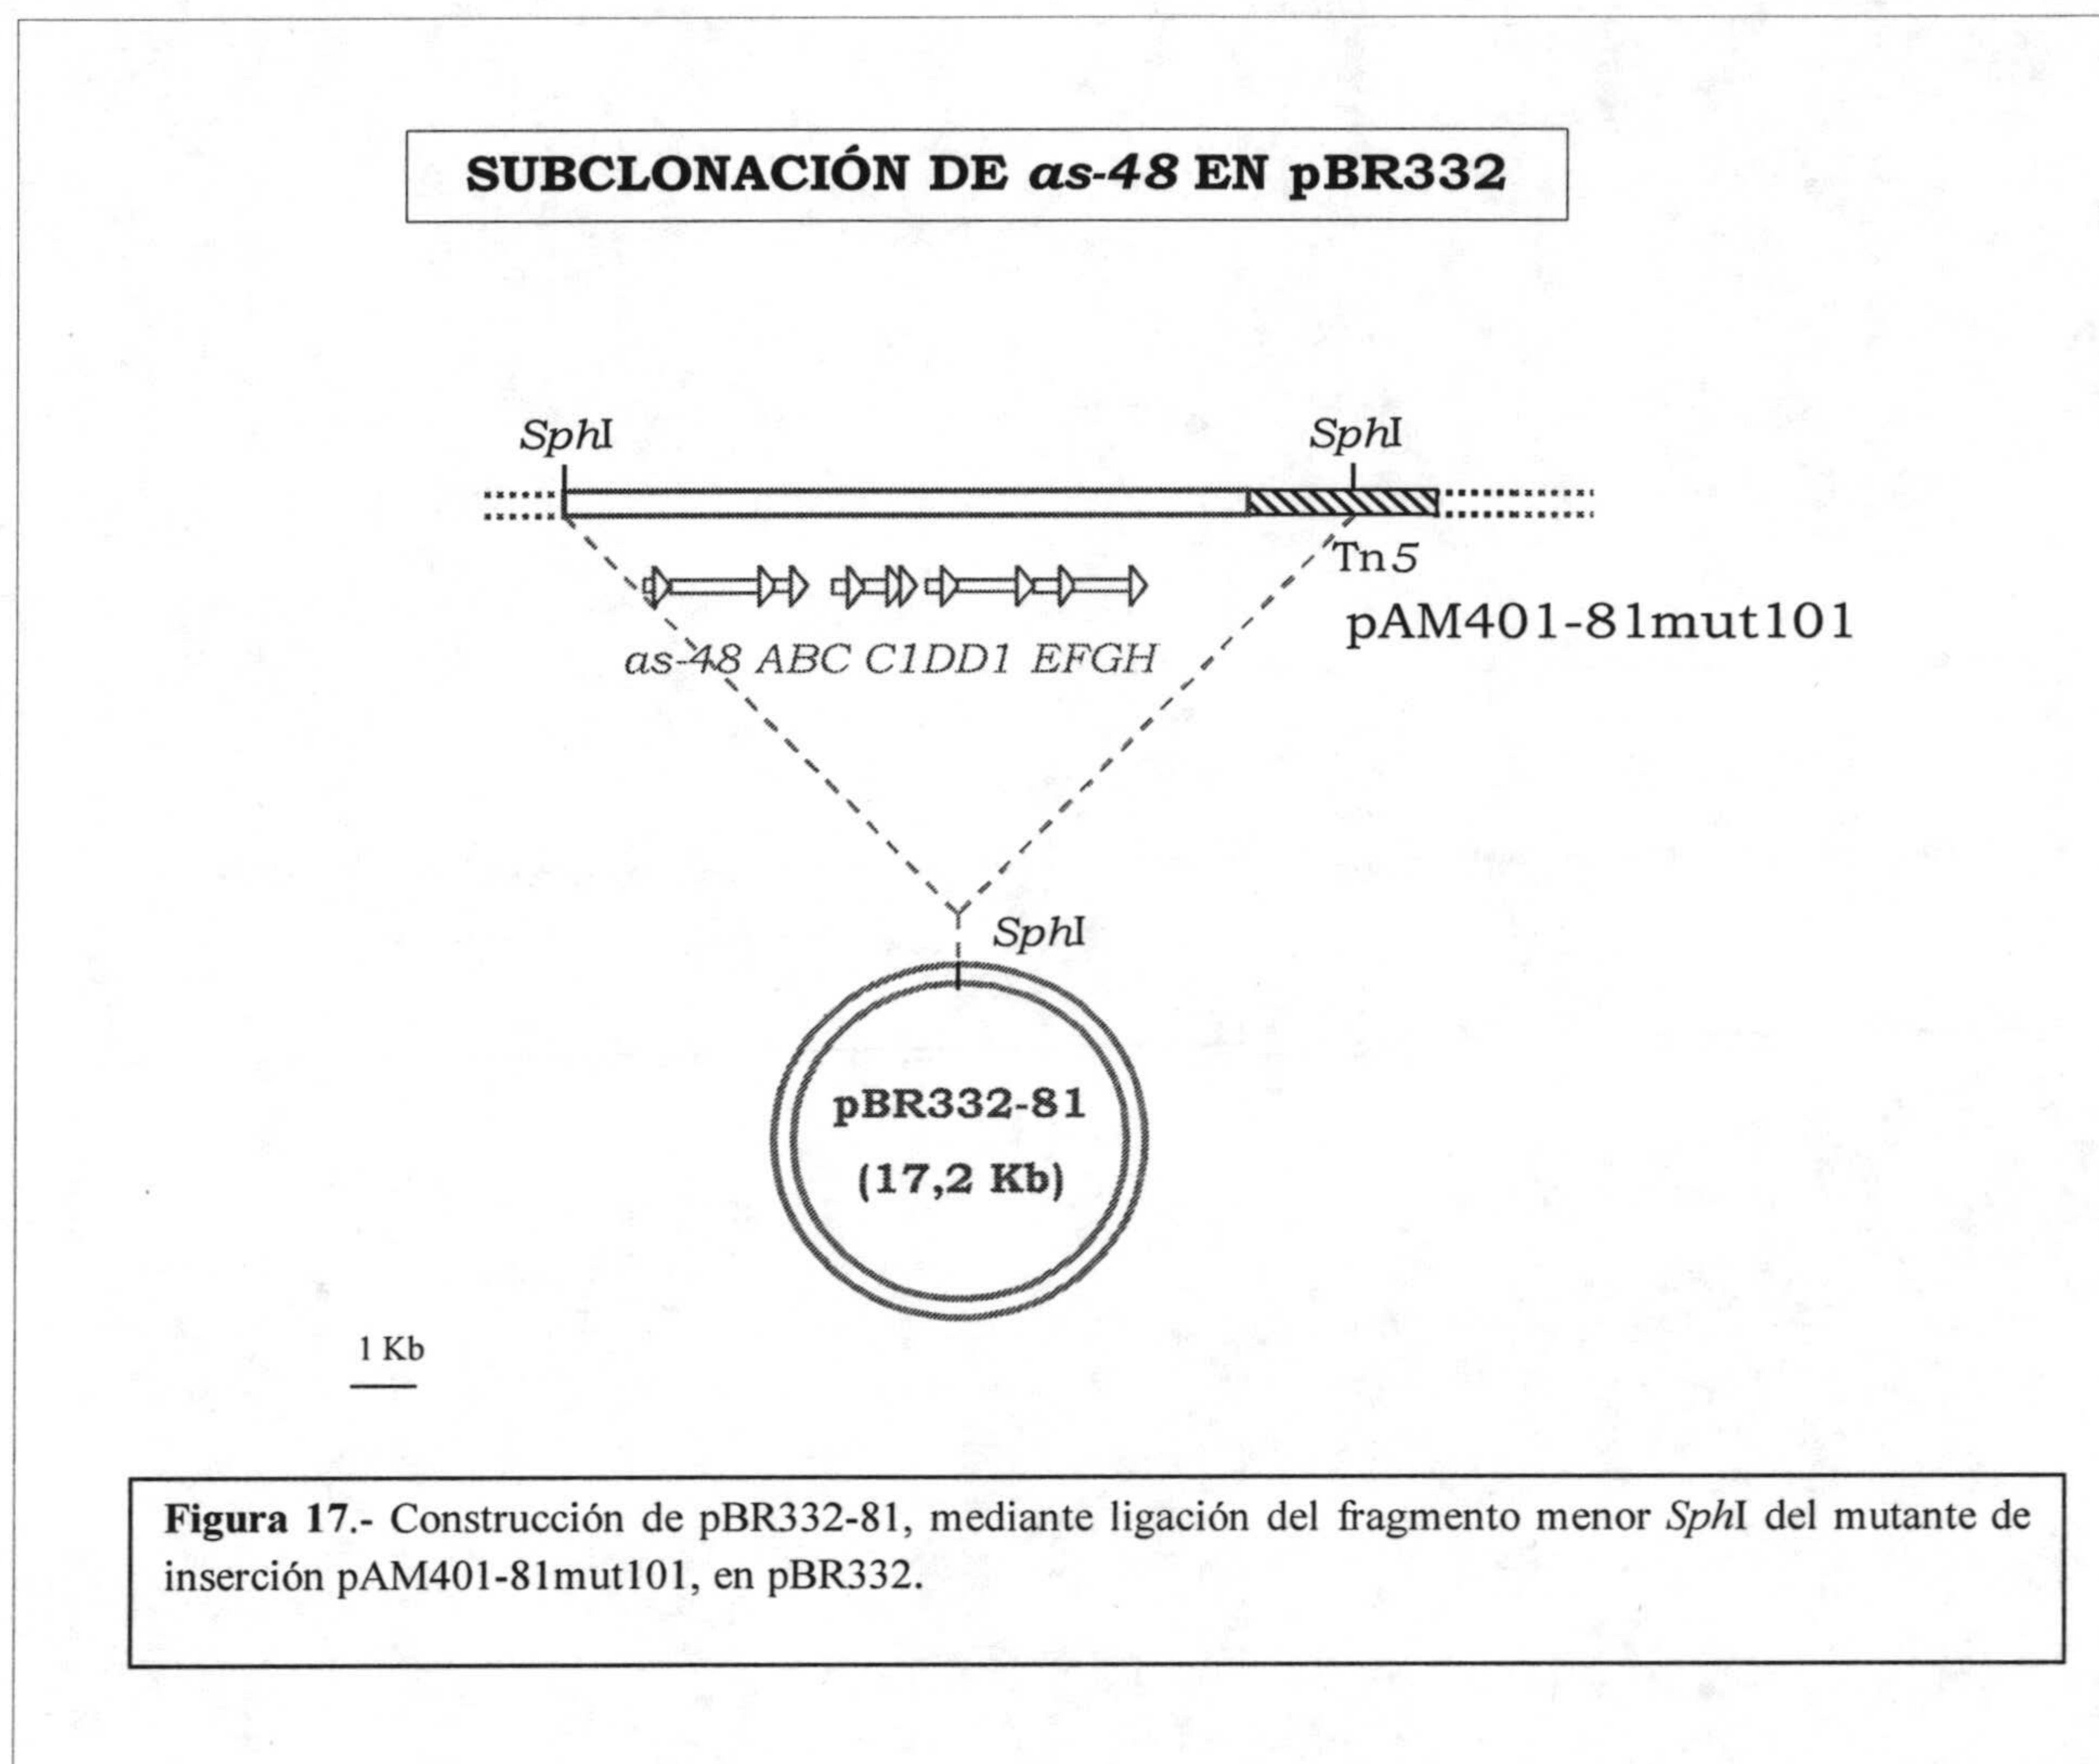 SUBCLONACIÓN DE as-48 EN pBR332
SphI
SphI
Tn5
pAM401-81mut101
as-48 ABC C1DD1 EFGH
SphI
pBR332-81
(17,2 Kb)
1 Kb
Figura 17.- Construcción de pBR332-81, mediante ligación del fragmento menor SphI del mutante de
inserción pAM401-81mut101, en pBR332.